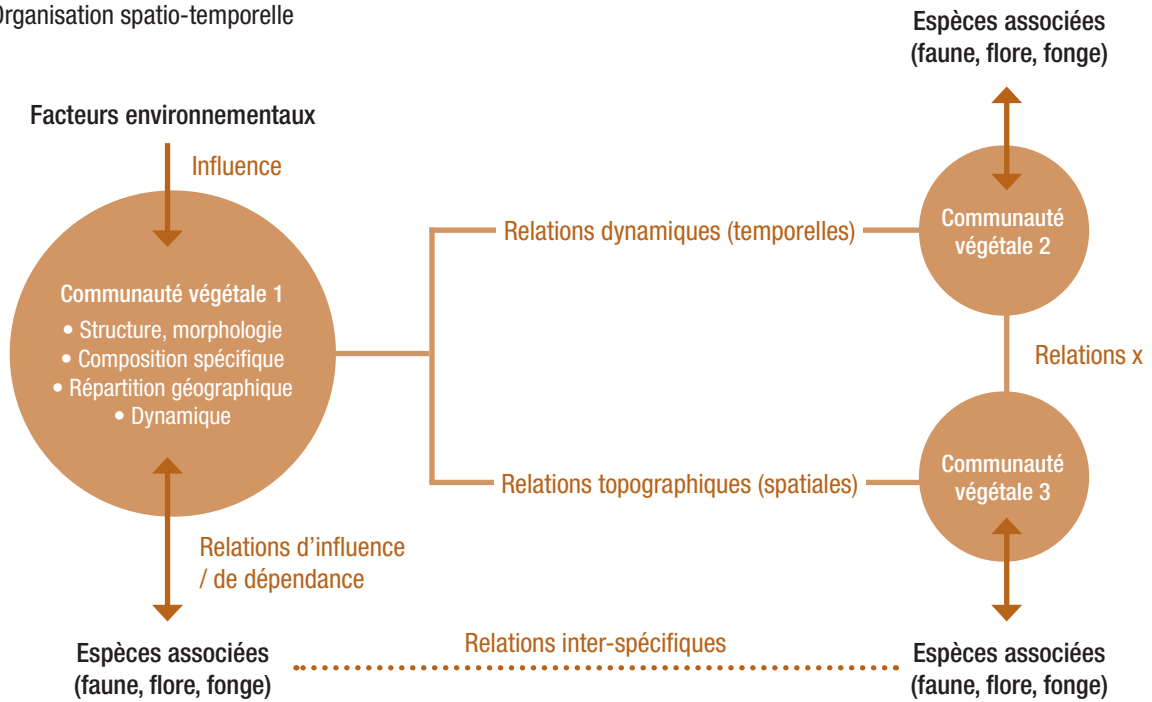 Organisation spatio-temporelle
Espèces associées
(faune, flore, fonge)
Facteurs environnementaux
Influence
Communauté végétale 1
• Structure, morphologie
• Composition spécifique
• Répartition géographique
• Dynamique
Relations dynamiques (temporelles)
Communauté
végétale 2
Relations x
Relations topographiques (spatiales)
Communauté
végétale 3
Relations d’influence
/ de dépendance
Relations inter-spécifiques
Espèces associées
(faune, flore, fonge)
Espèces associées
(faune, flore, fonge)